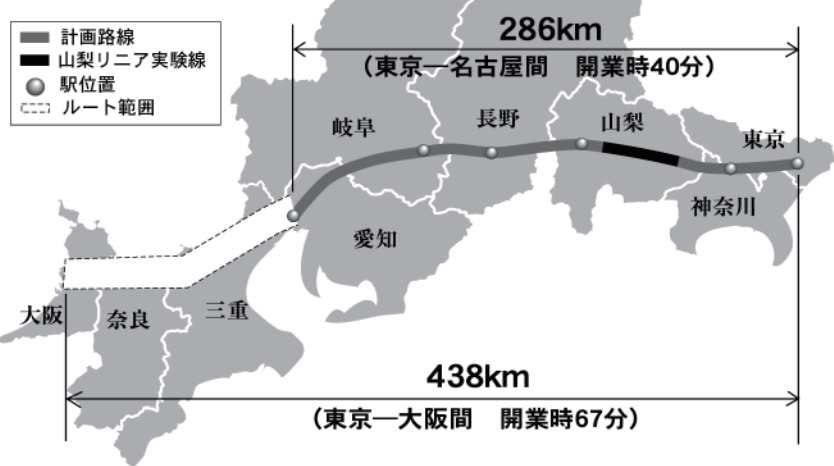 計画路線
山梨リニア実験線
駅位置
ルート範囲
286km
（東京―名古屋間　開業時40分）
岐阜
長野
山梨
東京
神奈川
愛知
大阪
奈良
三重
438km
（東京―大阪間　開業時67分）